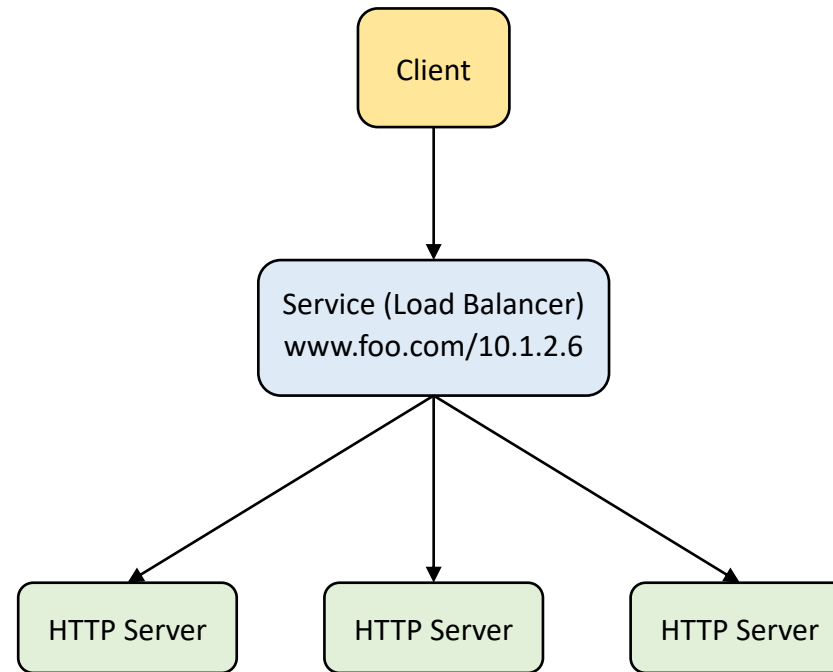 Client
Service (Load Balancer)
www.foo.com/10.1.2.6
HTTP Server
HTTP Server
HTTP Server